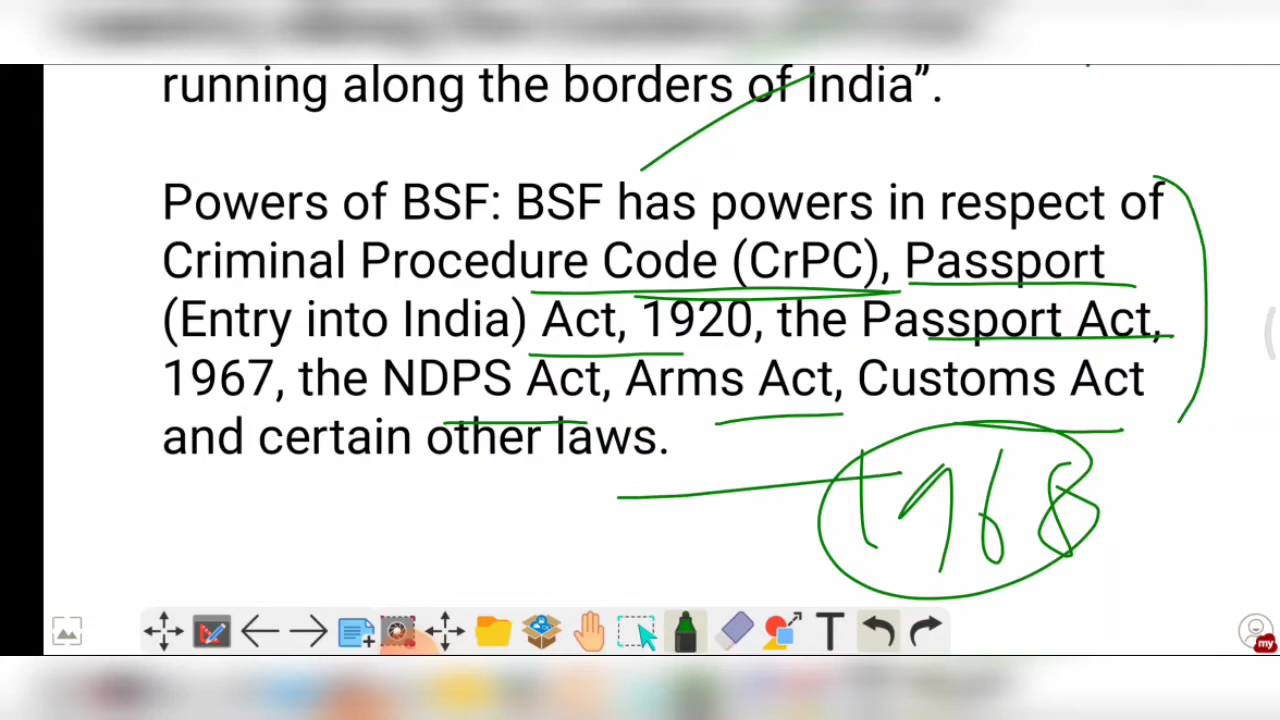 running along the borders of India”.
Powers of BSF: BSF has powers in respect of
Criminal Procedure Code (CrPC), Passport
(Entry into India) Act, 1920, the Passport Act,
1967, the NDPS Act, Arms Act, Customs Act
and certain other laws.
1968
T
my